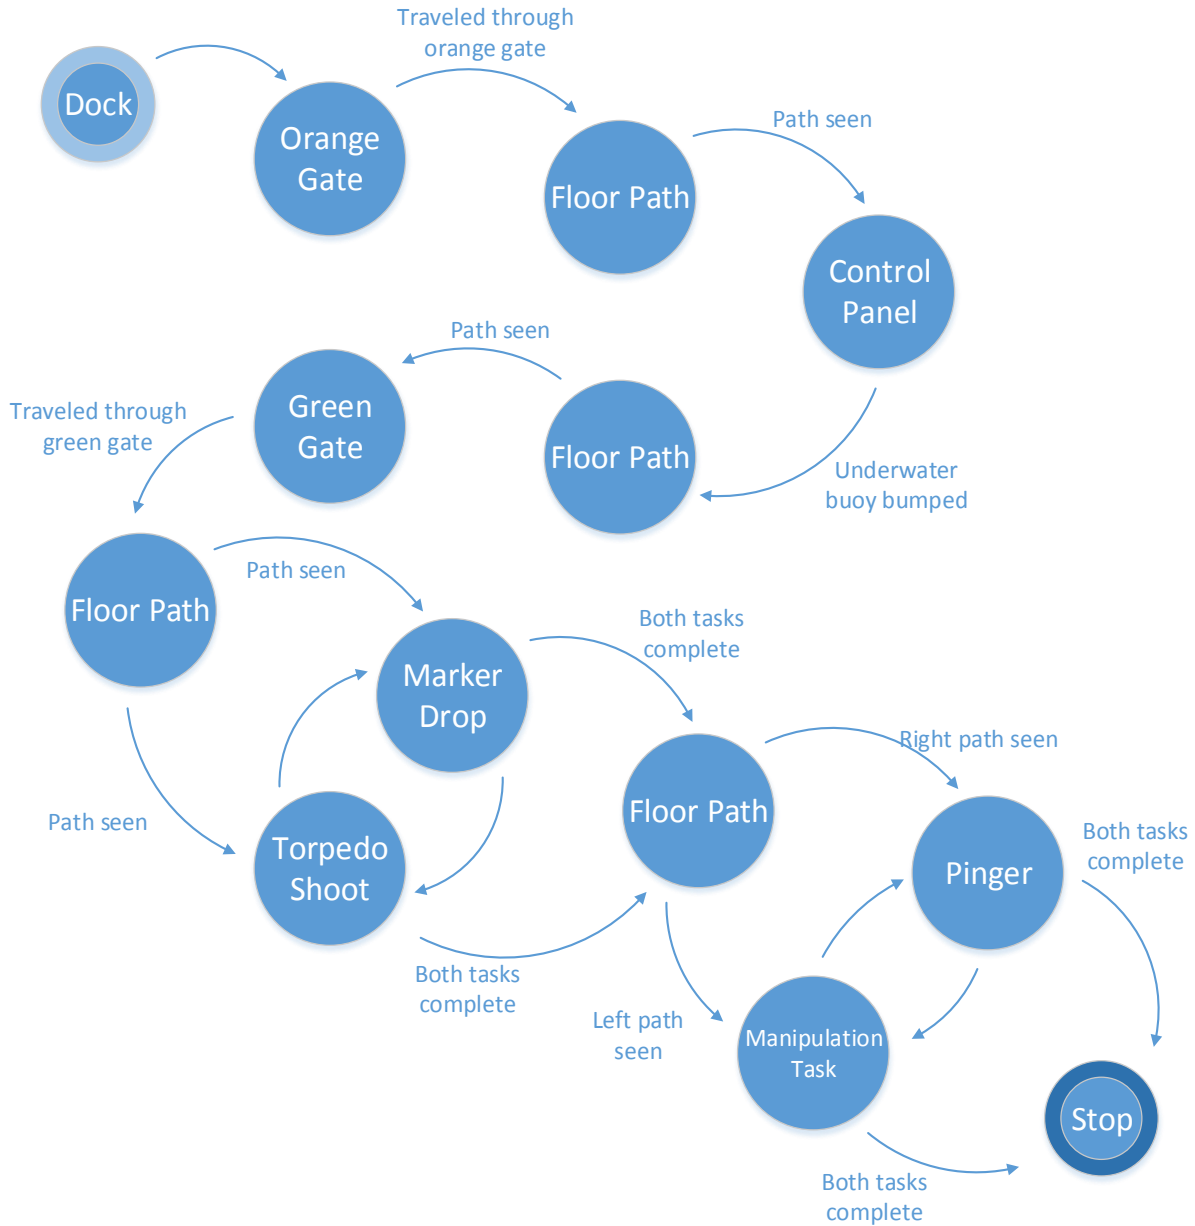 Traveled through
orange gate
Dock
Orange
Gate
Path seen
Floor Path
Control
Panel
Path seen
Green
Gate
Floor Path
Traveled through
green gate
Underwater
buoy bumped
Path seen
Floor Path
Both tasks
complete
Marker
Drop
Right path seen
Floor Path
Path seen
Torpedo
Shoot
Both tasks
complete
Pinger
Both tasks
complete
Left path
seen
Manipulation
Task
Stop
Both tasks
complete